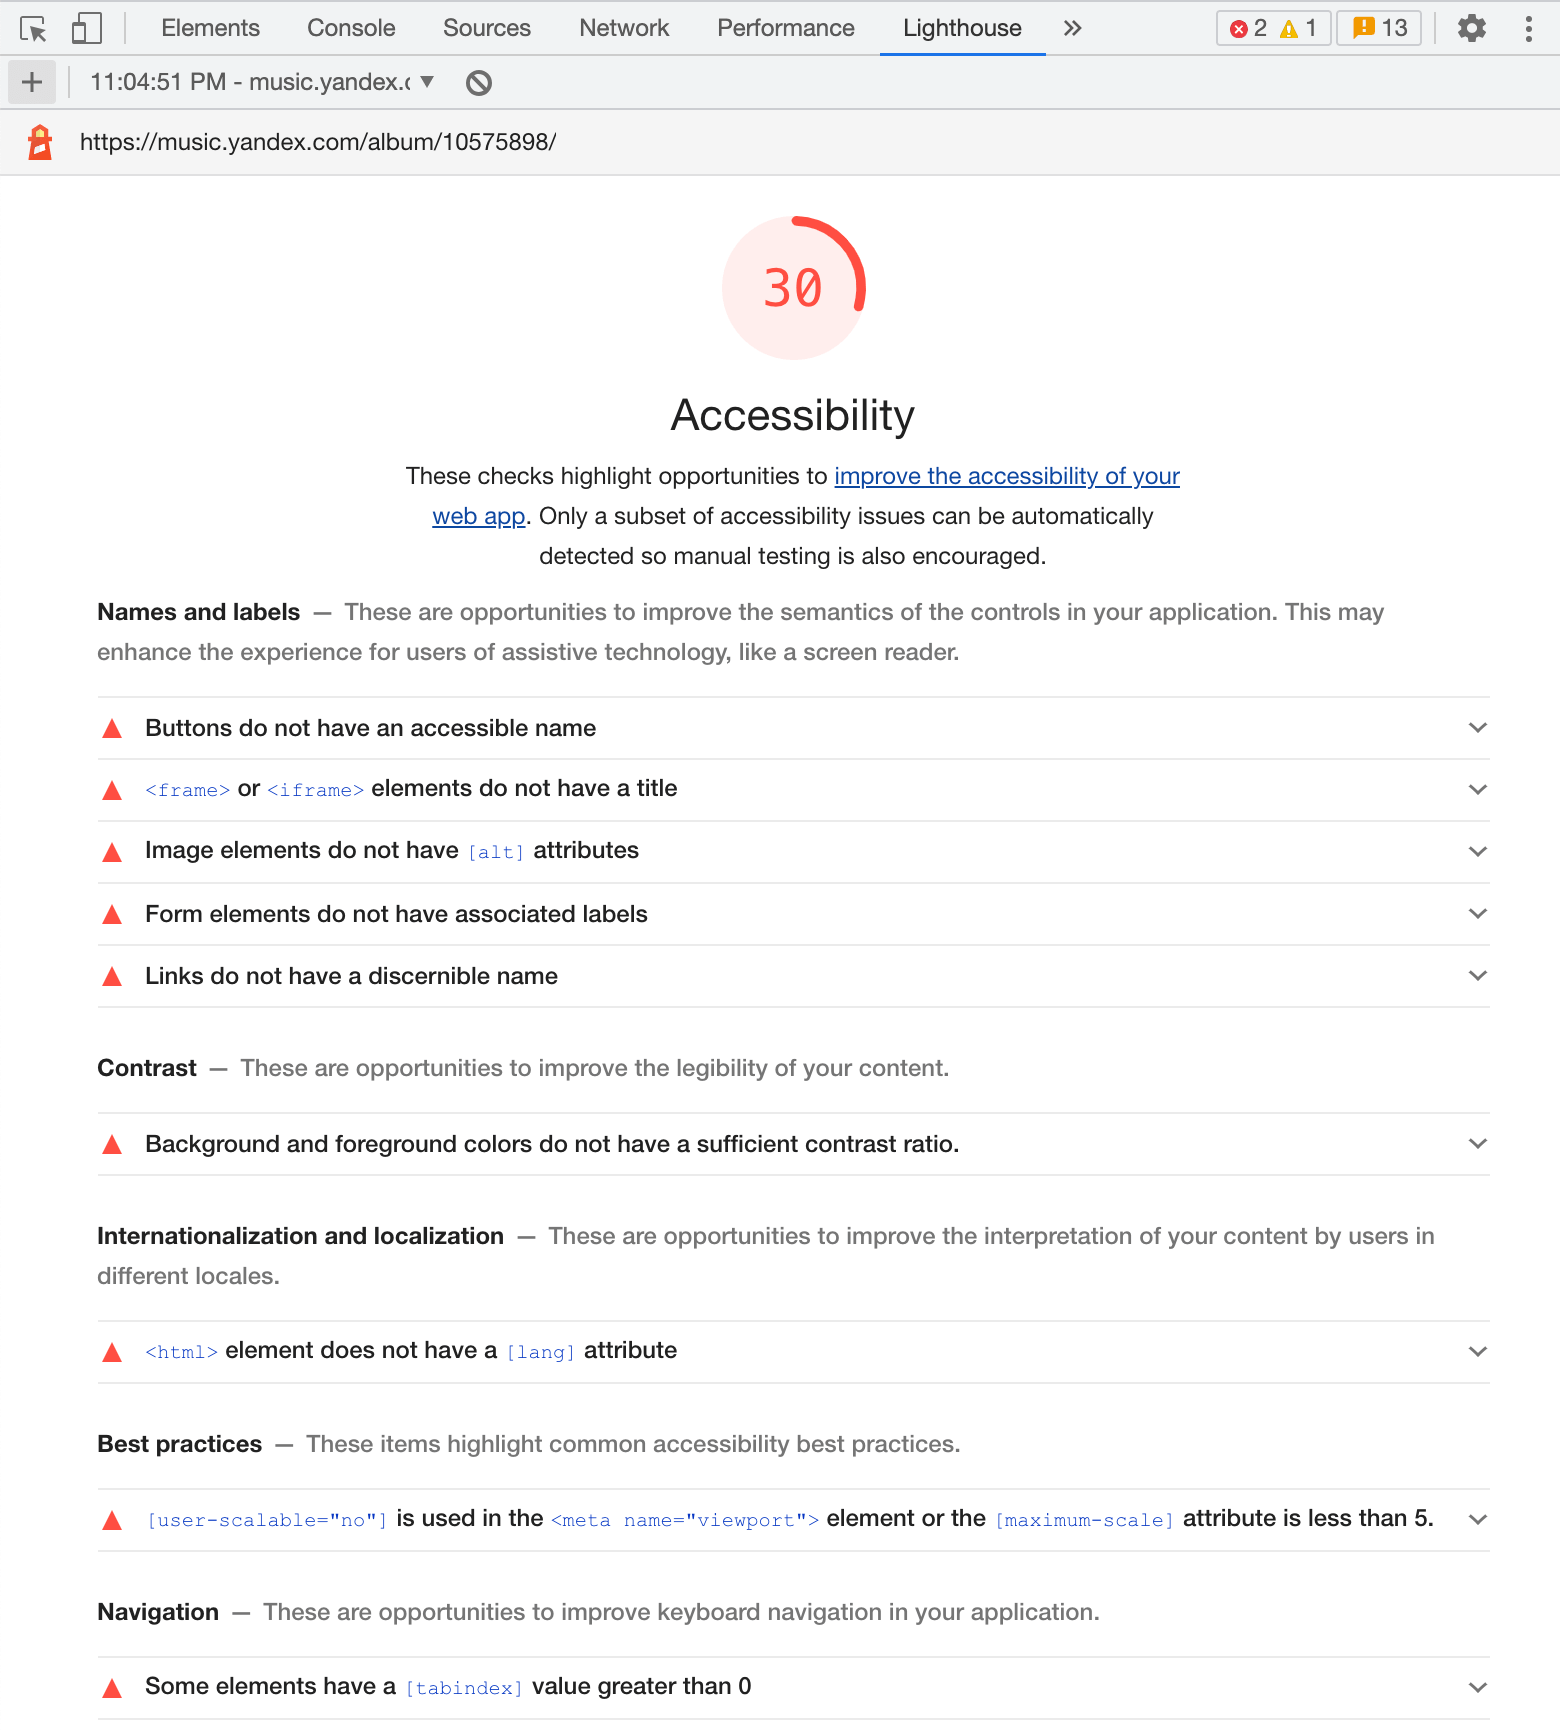 Elements Console Sources Network Performance Lighthouse 2 1 13
11:04:51 PM - music.yandex.c
https://music.yandex.com/album/10575898/
30
Accessibility
These checks highlight opportunities to improve the accessibility of your
web app. Only a subset of accessibility issues can be automatically
detected so manual testing is also encouraged.
Names and labels — These are opportunities to improve the semantics of the controls in your application. This may
enhance the experience for users of assistive technology, like a screen reader.
Buttons do not have an accessible name
<frame> or <iframe> elements do not have a title
Image elements do not have [alt] attributes
Form elements do not have associated labels
Links do not have a discernible name
Contrast — These are opportunities to improve the legibility of your content.
Background and foreground colors do not have a sufficient contrast ratio.
Internationalization and localization — These are opportunities to improve the interpretation of your content by users in
different locales.
<html> element does not have a [lang] attribute
Best practices — These items highlight common accessibility best practices.
[user-scalable="no"] is used in the <meta name="viewport"> element or the [maximum-scale] attribute is less than 5.
Navigation — These are opportunities to improve keyboard navigation in your application.
Some elements have a [tabindex] value greater than 0